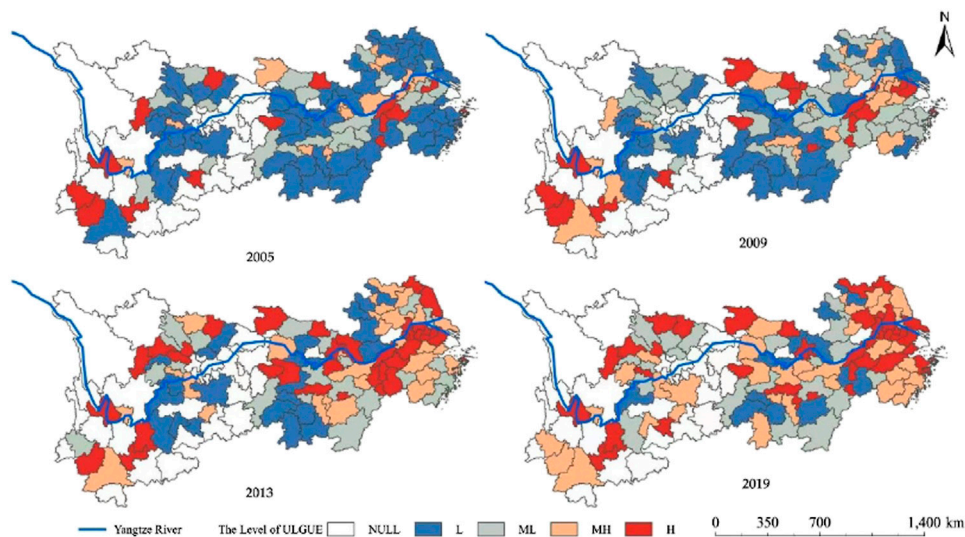 N
2005
2009
2013
2019
Yangtze River The Level of ULGUE NULL L ML MH H 0 350 700 1,400 km